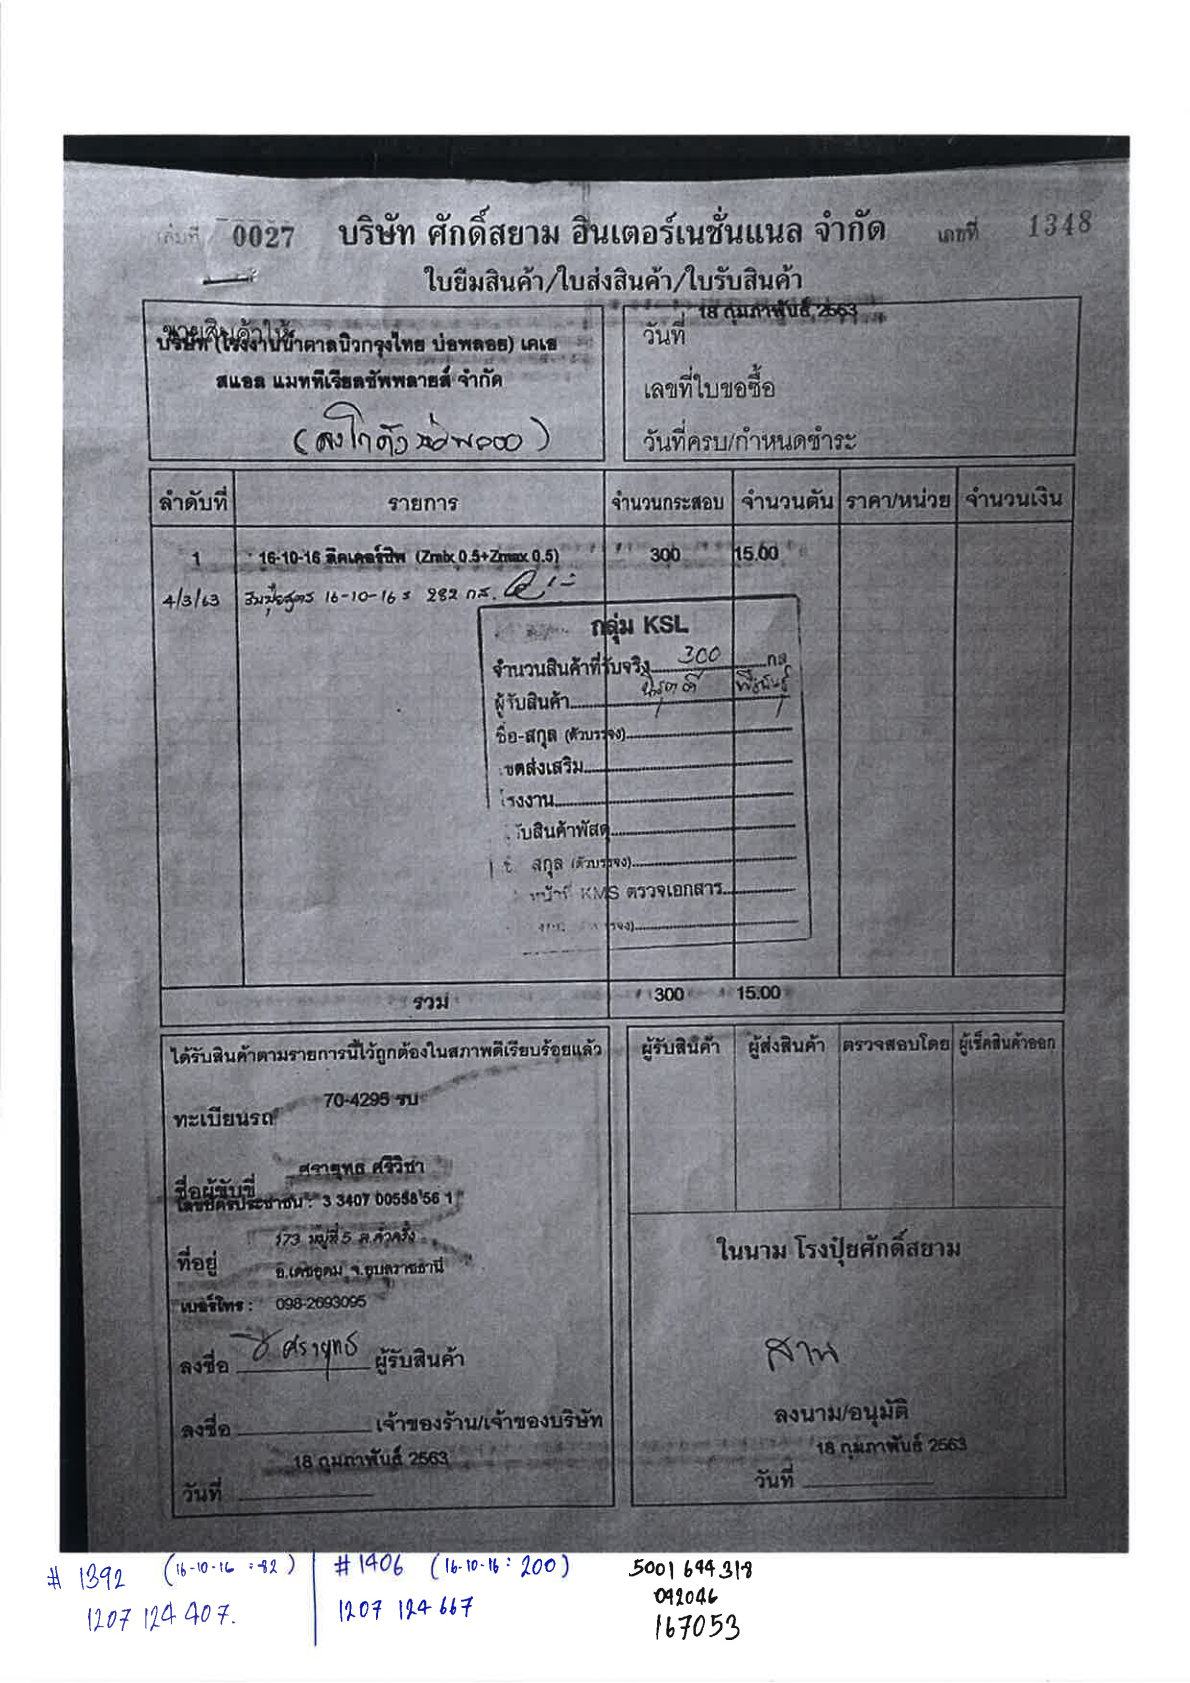 เล่มที่ 0027 บริษัท ศักดิ์สยาม อินเตอร์เนชั่นแนล จำกัด เลขที่ 1348
ใบยืมสินค้า/ใบส่งสินค้า/ใบรับสินค้า
ขายสินค้าให้
บริษัท (โรงงานน้ำตาลนิวกรุงไทย บ่อพลอย) เคเอ
สแอล แมททีเรียลซัพพลายส์ จำกัด
(ลงโกดังบ่อพลอย)
18 กุมภาพันธ์ 2563
วันที่
เลขที่ใบขอซื้อ
วันที่ครบ/กำหนดชำระ
ลำดับที่ รายการ จำนวนกระสอบ จำนวนตัน ราคา/หน่วย จำนวนเงิน
1 16-10-16 คิคเคอร์ชิพ (Zmix 0.5+Zmax 0.5) 300 15.00
4/3/63 ยืมปุ๋ยสูตร 16-10-16 = 282 กส.
กลุ่ม KSL
จำนวนสินค้าที่รับจริง 300 กส
ผู้รับสินค้า
ชื่อ-สกุล (ตัวบรรจง)
เขตส่งเสริม
โรงงาน
รับสินค้าพัสดุ
สกุล (ตัวบรรจง)
หน้าที่ KMS ตรวจเอกสาร
รวม 300 15.00
ได้รับสินค้าตามรายการนี้ไว้ถูกต้องในสภาพดีเรียบร้อยแล้ว
ทะเบียนรถ 70-4295 รบ
ชื่อผู้ขับขี่ ศรายุทธ ศรีวิชา
เลขบัตรประชาชน : 3 3407 00558 56 1
ที่อยู่ 173 หมู่ที่ 5 ต.คำครั่ง
อ.เดชอุดม จ.อุบลราชธานี
เบอร์โทร : 098-2693095
ลงชื่อ ศรายุทธ ผู้รับสินค้า
ลงชื่อ เจ้าของร้าน/เจ้าของบริษัท
18 กุมภาพันธ์ 2563
วันที่
ผู้รับสินค้า ผู้ส่งสินค้า ตรวจสอบโดย ผู้เช็คสินค้าออก
ในนาม โรงปุ๋ยศักดิ์สยาม
ลงนาม/อนุมัติ
18 กุมภาพันธ์ 2563
วันที่
# 1392 (16-10-16 : 82) #1406 (16-10-16 : 200) 5001 644 318
092046
1207 124 407. 1207 124 667 167053